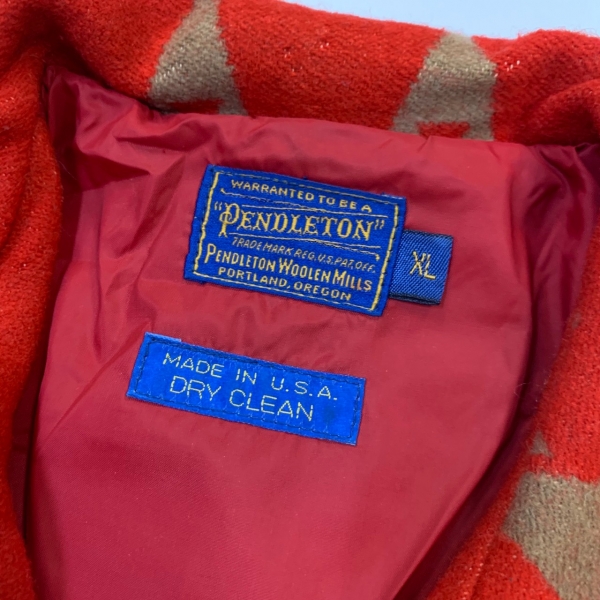 WARRANTED TO BE A
"PENDLETON"
TRADE MARK REG. U.S. PAT. OFF.
PENDLETON WOOLEN MILLS
PORTLAND, OREGON
XL
MADE IN U.S.A.
DRY CLEAN